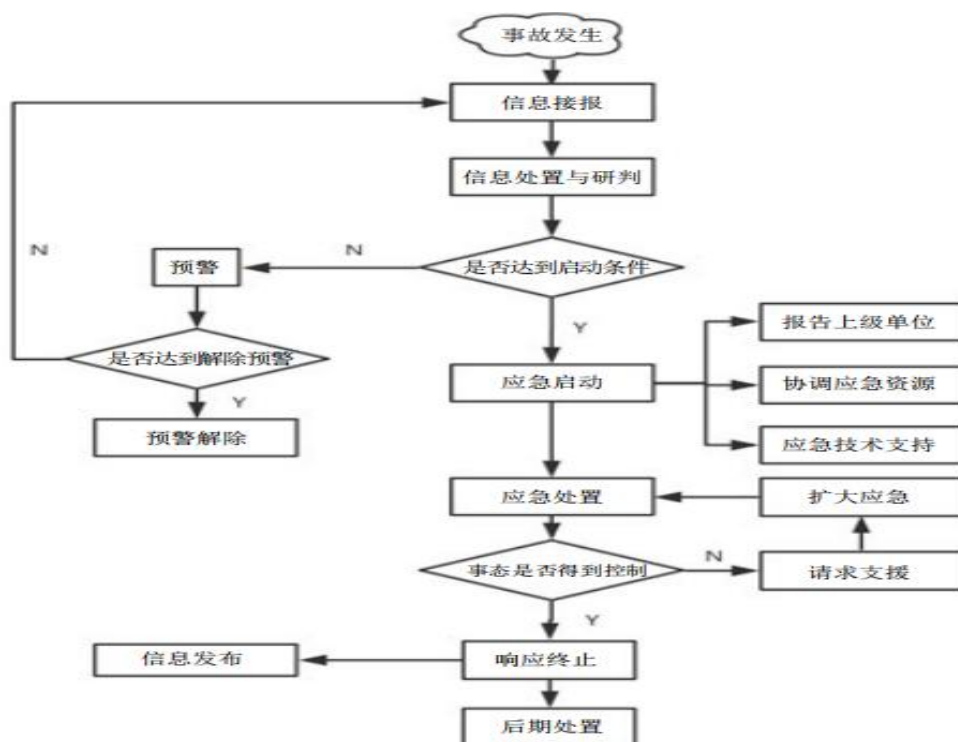 事故发生
信息接报
信息处置与研判
N
预警
N
是否达到启动条件
Y
报告上级单位
是否达到解除预警
应急启动
协调应急资源
Y
预警解除
应急技术支持
应急处置
扩大应急
事态是否得到控制
N
请求支援
Y
信息发布
响应终止
后期处置